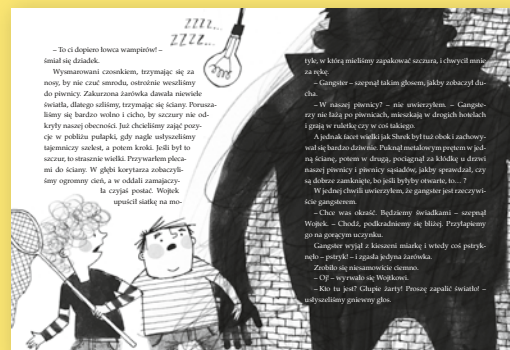 zzzz...
zzzz...
– To ci dopiero łowca wampirów! –
śmiał się dziadek.
Wysmarowani czosnkiem, trzymając się za
nosy, by nie czuć smrodu, ostrożnie weszliśmy
do piwnicy. Zakurzona żarówka dawała niewiele
światła, dlatego szliśmy, trzymając się ściany. Porusza-
liśmy się bardzo wolno i cicho, by szczury nie od-
kryły naszej obecności. Już chcieliśmy zająć pozy-
cje w pobliżu pułapki, gdy nagle usłyszeliśmy
tajemniczy szelest, a potem kroki. Jeśli był to
szczur, to strasznie wielki. Przywarłem pleca-
mi do ściany. W głębi korytarza zobaczyli-
śmy ogromny cień, a w oddali zamajaczy-
ła czyjaś postać. Wojtek
upuścił siatkę na mo-
tyle, w którą mieliśmy zapakować szczura, i chwycił mnie
za rękę.
– Gangster – szepnął takim głosem, jakby zobaczył du-
cha.
– W naszej piwnicy? – nie uwierzyłem. – Gangste-
rzy nie łażą po piwnicach, mieszkają w drogich hotelach
i grają w ruletkę czy w coś takiego.
A jednak facet wielki jak Shrek był tuż obok i zachowy-
wał się bardzo dziwnie. Puknął metalowym prętem w jed-
ną ścianę, potem w drugą, pociągnął za kłódkę u drzwi
naszej piwnicy i piwnicy sąsiadów, jakby sprawdzał, czy
są dobrze zamknięte, bo jeśli byłyby otwarte, to... ?
W jednej chwili uwierzyłem, że gangster jest rzeczywi-
ście gangsterem.
– Chce was okraść. Będziemy świadkami – szepnął
Wojtek. – Chodź, podkradniemy się bliżej. Przyłapiemy
go na gorącym uczynku.
Gangster wyjął z kieszeni miarkę i wtedy coś pstryk-
nęło – pstryk! – i zgasła jedyna żarówka.
Zrobiło się niesamowicie ciemno.
– Oj! – wyrwało się Wojtkowi.
– Kto tu jest? Głupie żarty! Proszę zapalić światło! –
usłyszeliśmy gniewny głos.